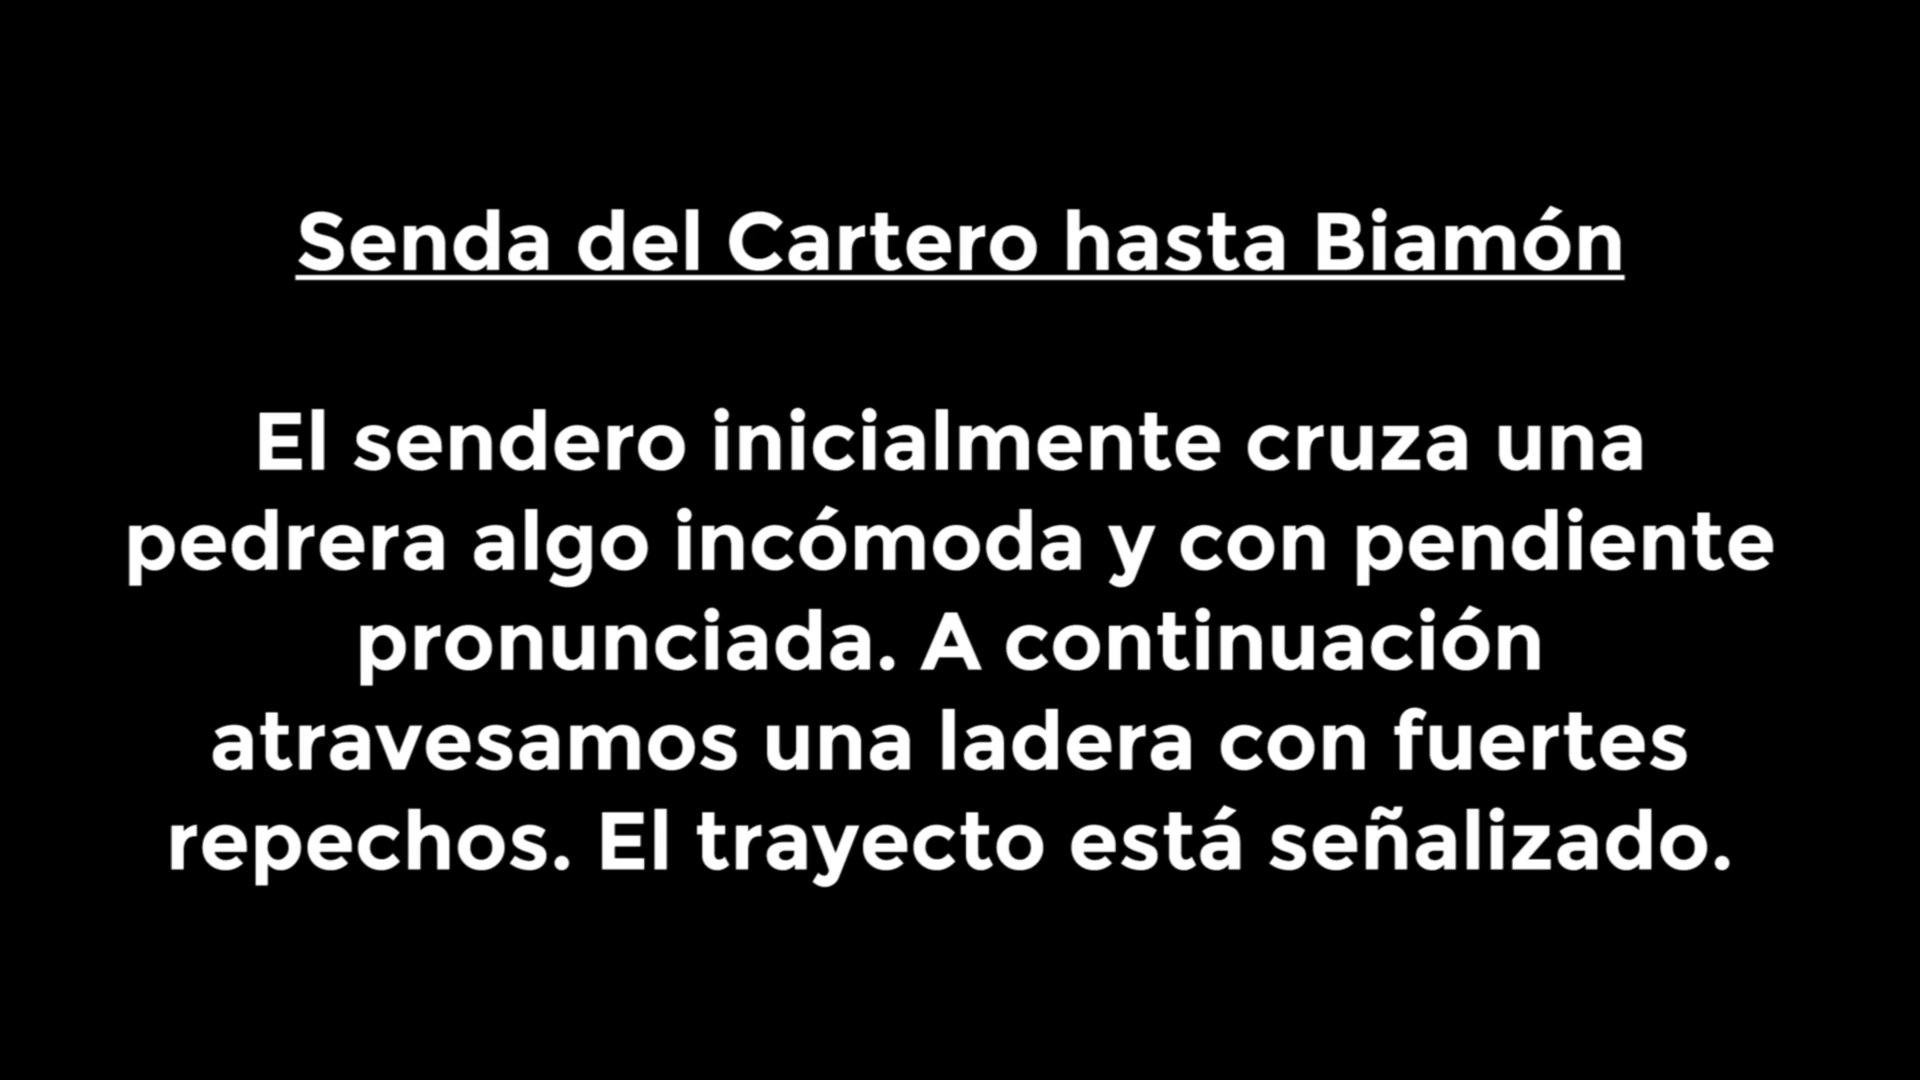 Senda del Cartero hasta Biamón
El sendero inicialmente cruza una
pedrera algo incómoda y con pendiente
pronunciada. A continuación
atravesamos una ladera con fuertes
repechos. El trayecto está señalizado.